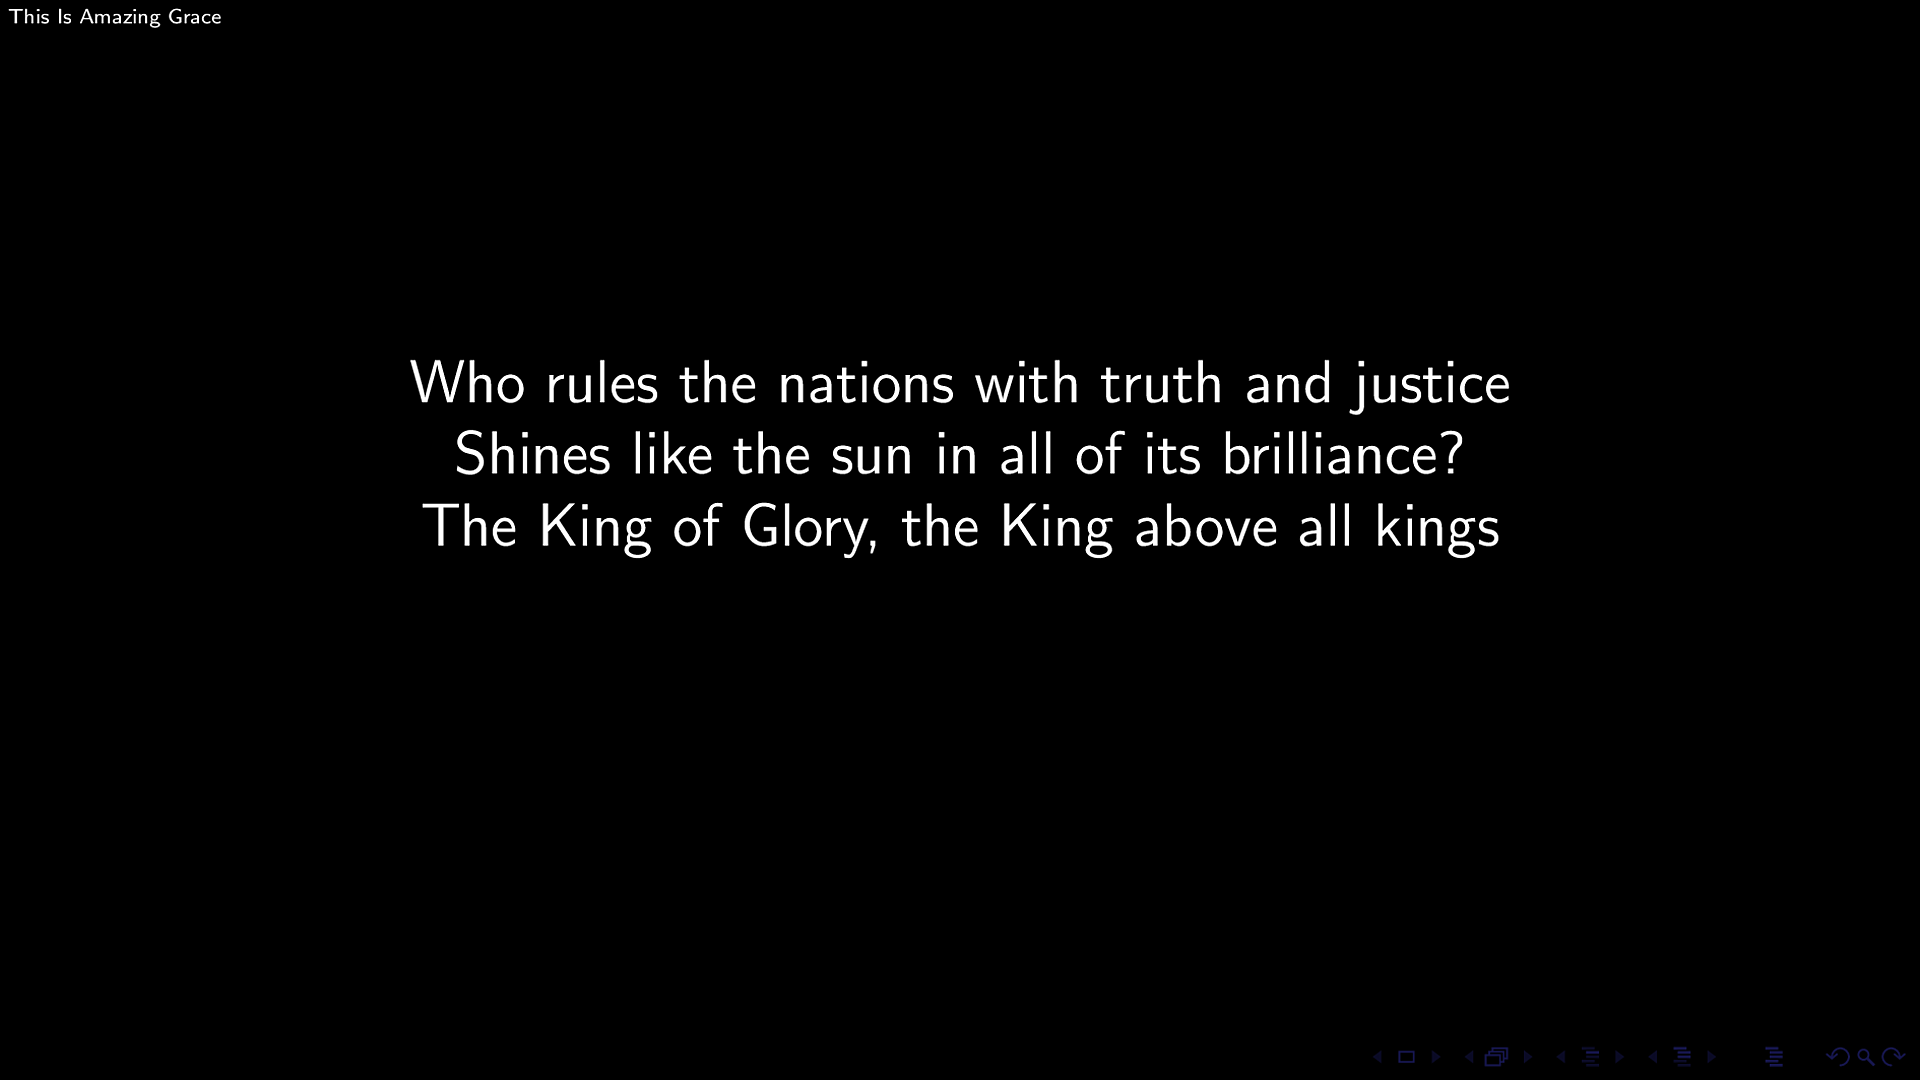 This Is Amazing Grace
Who rules the nations with truth and justice
Shines like the sun in all of its brilliance?
The King of Glory, the King above all kings